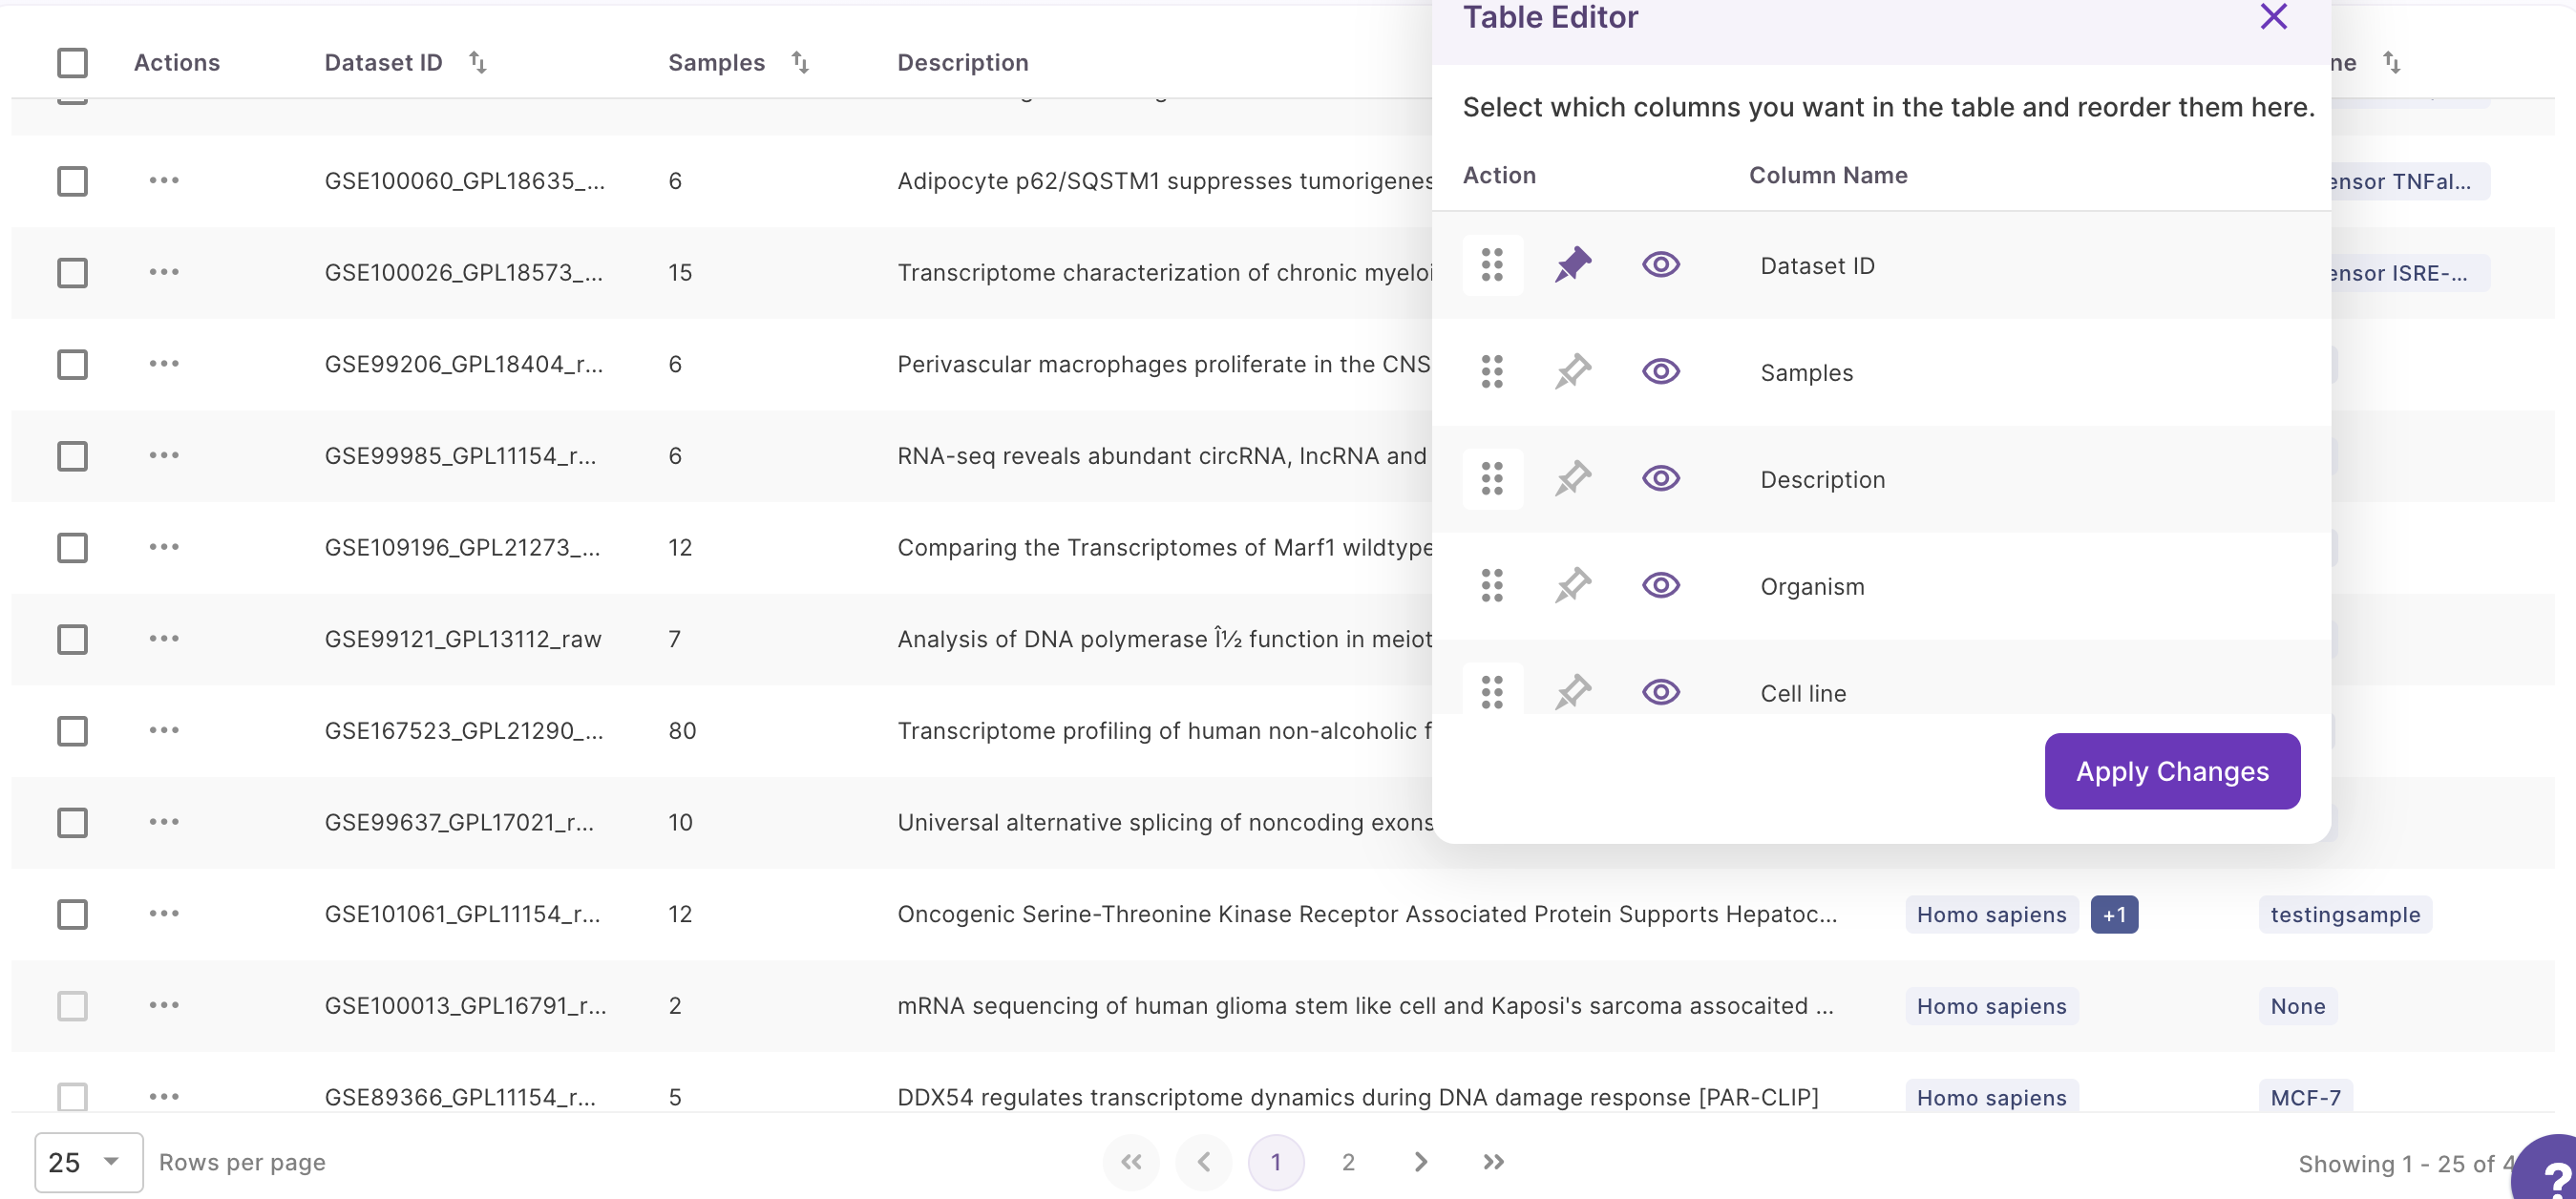 Table Editor
Actions Dataset ID Samples Description ne
Select which columns you want in the table and reorder them here.
Action Column Name
GSE100060_GPL18635_... 6 Adipocyte p62/SQSTM1 suppresses tumorigenes ensor TNFal...
Dataset ID
GSE100026_GPL18573_... 15 Transcriptome characterization of chronic myeloi ensor ISRE-...
Samples
GSE99206_GPL18404_r... 6 Perivascular macrophages proliferate in the CNS
Description
GSE99985_GPL11154_r... 6 RNA-seq reveals abundant circRNA, lncRNA and
Organism
GSE109196_GPL21273_... 12 Comparing the Transcriptomes of Marf1 wildtype
GSE99121_GPL13112_raw 7 Analysis of DNA polymerase Î½ function in meiot
Cell line
GSE167523_GPL21290_... 80 Transcriptome profiling of human non-alcoholic f
Apply Changes
GSE99637_GPL17021_r... 10 Universal alternative splicing of noncoding exons
GSE101061_GPL11154_r... 12 Oncogenic Serine-Threonine Kinase Receptor Associated Protein Supports Hepatoc... Homo sapiens +1 testingsample
GSE100013_GPL16791_r... 2 mRNA sequencing of human glioma stem like cell and Kaposi's sarcoma assocaited ... Homo sapiens None
GSE89366_GPL11154_r... 5 DDX54 regulates transcriptome dynamics during DNA damage response [PAR-CLIP] Homo sapiens MCF-7
25 Rows per page 1 2 Showing 1 - 25 of 4
?